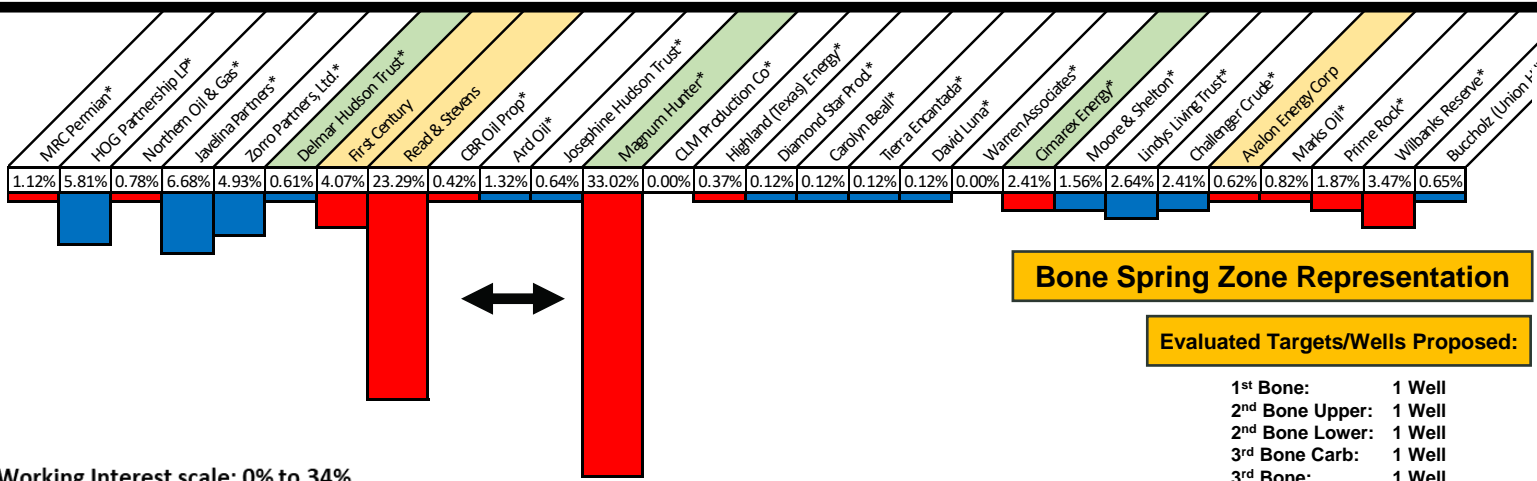 MRC Permian*
HOG Partnership LP*
Northern Oil & Gas*
Javelina Partners*
Zorro Partners, Ltd.*
Delmar Hudson Trust*
First Century
Read & Stevens
CBR Oil Prop*
Ard Oil*
Josephine Hudson Trust*
Magnum Hunter*
CLM Production Co*
Highland (Texas) Energy*
Diamond Star Prod.*
Carolyn Beall*
Tierra Encantada*
David Luna*
Warren Associates*
Cimarex Energy*
Moore & Shelton*
Lindys Living Trust*
Challenger Crude*
Avalon Energy Corp
Marks Oil*
Prime Rock*
Wilbanks Reserve*
Buccholz (Union
1.12% 5.81% 0.78% 6.68% 4.93% 0.61% 4.07% 23.29% 0.42% 1.32% 0.64% 33.02% 0.00% 0.37% 0.12% 0.12% 0.12% 0.12% 0.00% 2.41% 1.56% 2.64% 2.41% 0.62% 0.82% 1.87% 3.47% 0.65%
Bone Spring Zone Representation
Evaluated Targets/Wells Proposed:
1st Bone: 1 Well
2nd Bone Upper: 1 Well
2nd Bone Lower: 1 Well
3rd Bone Carb: 1 Well
3rd Bone: 1 Well
Working Interest scale: 0% to 34%